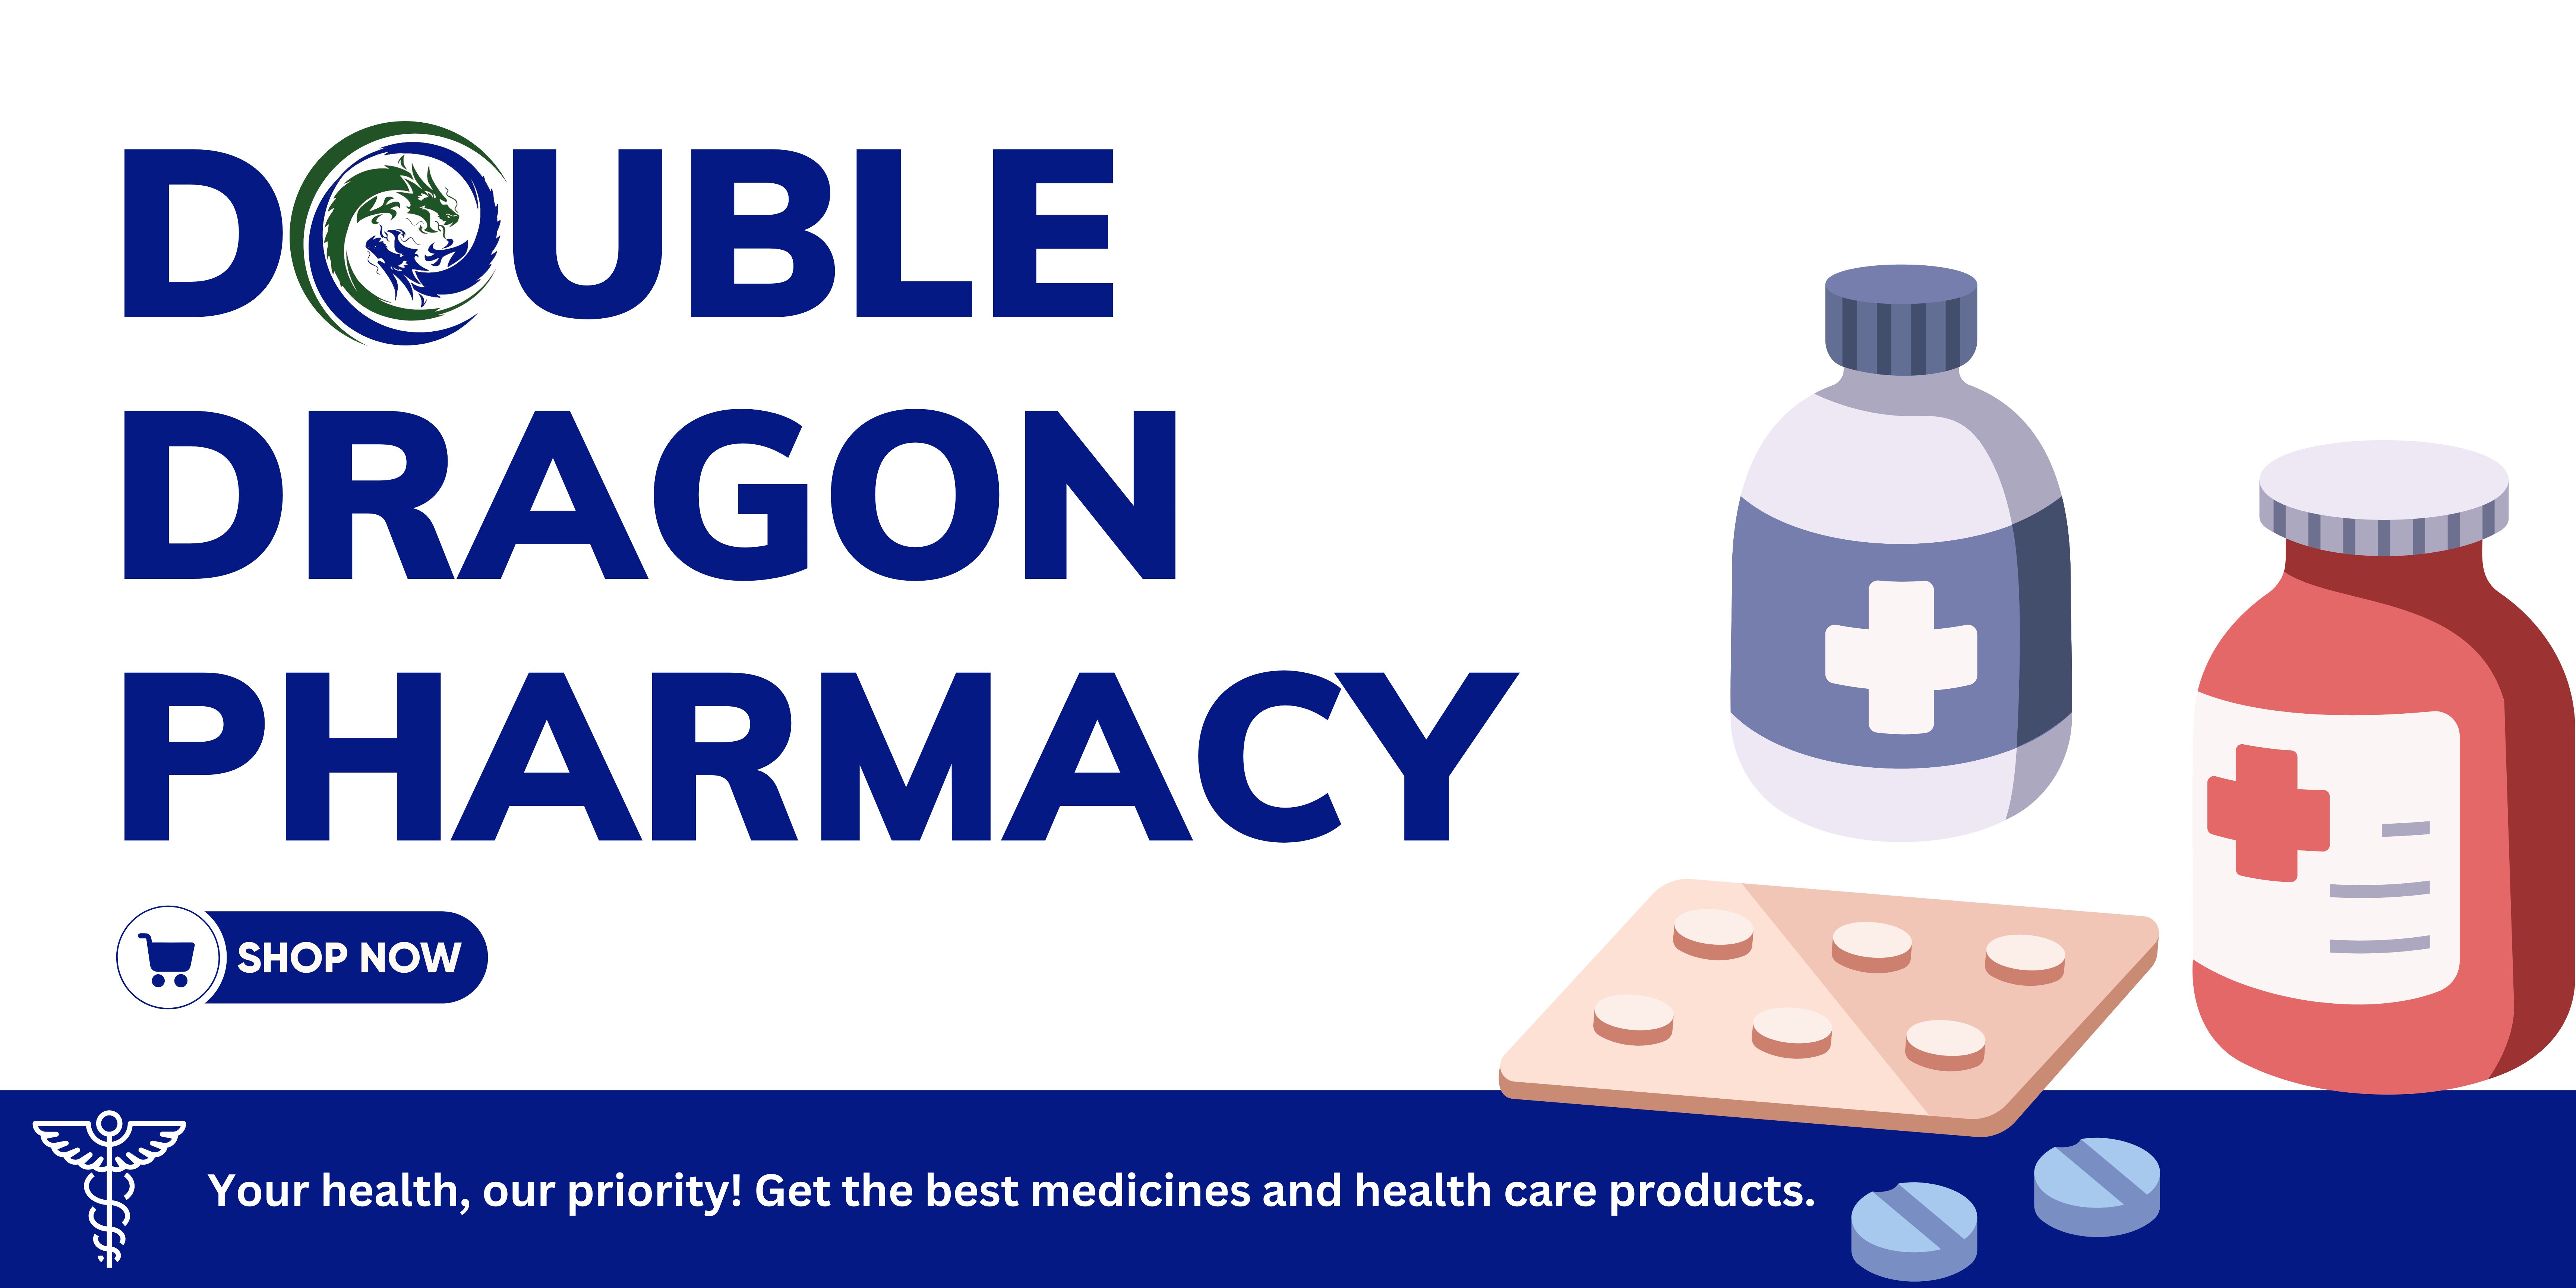 DOUBLE
DRAGON
PHARMACY
SHOP NOW
Your health, our priority! Get the best medicines and health care products.